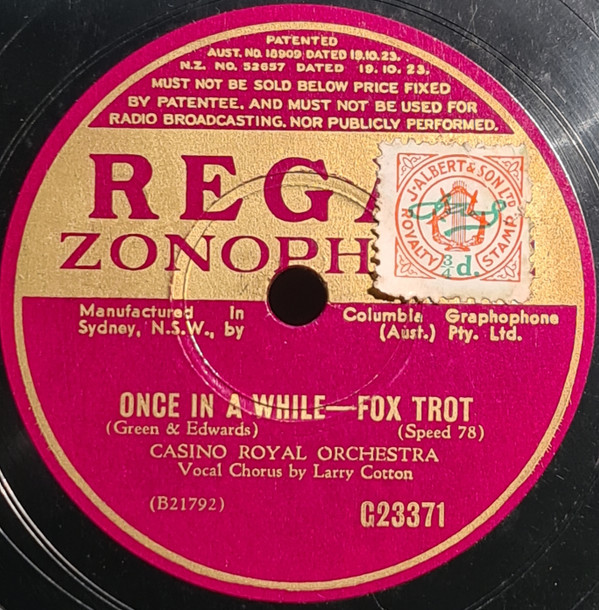 PATENTED
AUST. NO. 18909 DATED 19.10.23.
N.Z. NO. 52657 DATED 19.10.23.
MUST NOT BE SOLD BELOW PRICE FIXED
BY PATENTEE, AND MUST NOT BE USED FOR
RADIO BROADCASTING, NOR PUBLICLY PERFORMED.
REGA
ZONOPH
J. ALBERT & SON LTD
ROYALTY STAMP
3/4 d.
Manufactured In
Sydney, N.S.W., by
Columbia Graphophone
(Aust.) Pty. Ltd.
ONCE IN A WHILE—FOX TROT
(Green & Edwards) (Speed 78)
CASINO ROYAL ORCHESTRA
Vocal Chorus by Larry Cotton
(B21792) G23371